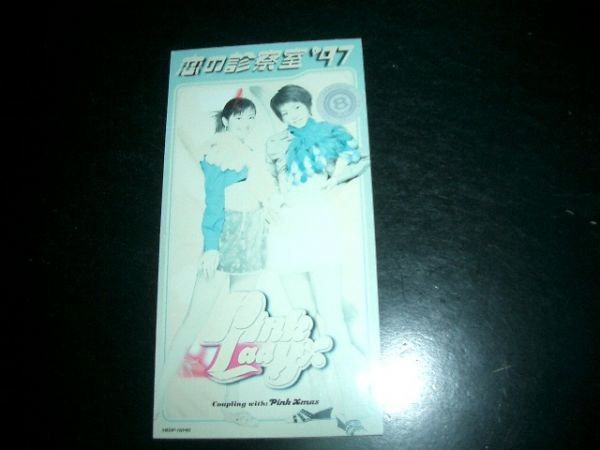 恋の診察室 '97
B
Pink
Lady X
Coupling with: Pink Xmas